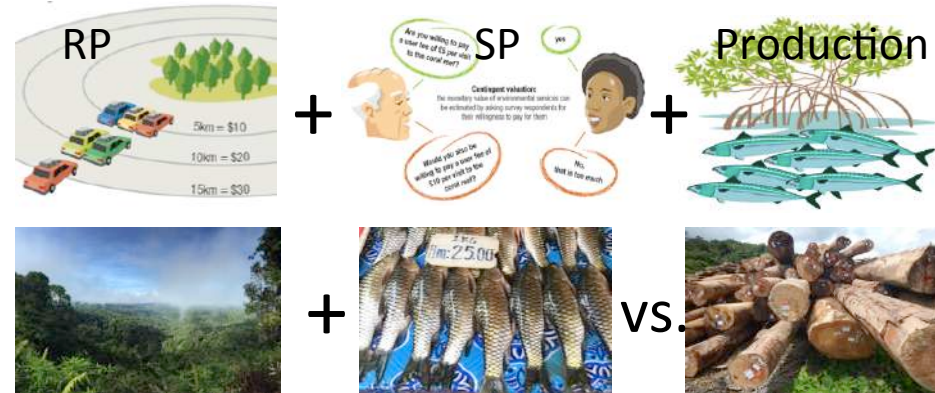 RP
5km = $10
10km = $20
15km = $30
+
SP
Are you willing to pay
a user fee of £5 per visit
to the coral reef?
yes
Contingent valuation:
the monetary value of environmental services can
be estimated by asking survey respondents for
their willingness to pay for them
Would you also be
willing to pay a user fee of
£10 per visit to the
coral reef?
No,
that is too much
+
Production
+
1KG
Rm:25.00
vs.